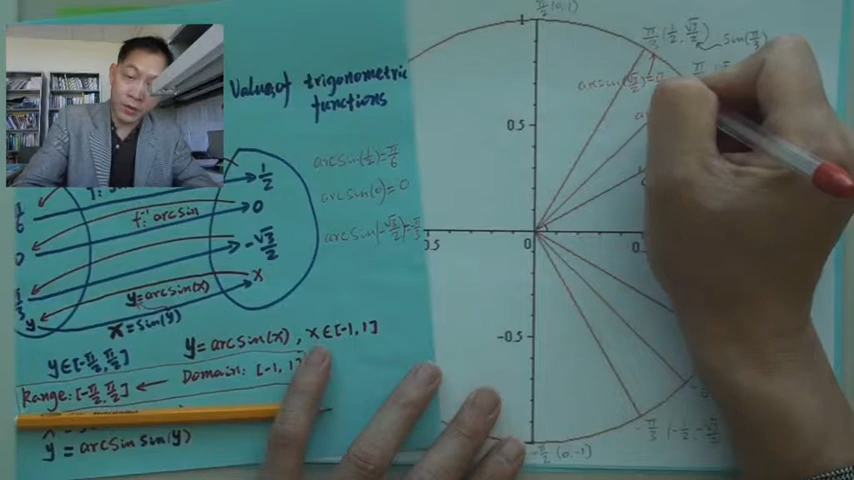 Values of trigonometric
functions
arcsin(1/2)=π/6
arcsin(0)=0
arcsin(-√3/2)=-π/3
1/2
f⁻¹: arcsin
0
-√3/2
x
y=arcsin(x)
x=sin(y)
y
y∈[-π/2,π/2]
y=arcsin(x), x∈[-1,1]
Range: [-π/2,π/2] ← Domain: [-1,1]
y=arcsin sin(y)
π/2 (0,1)
1
π/3 (1/2,√3/2)
sin(π/3)
arcsin(√3/2)
0.5
0
-0.5
-π/3 (-1/2,-√3/2)
-π/2 (0,-1)